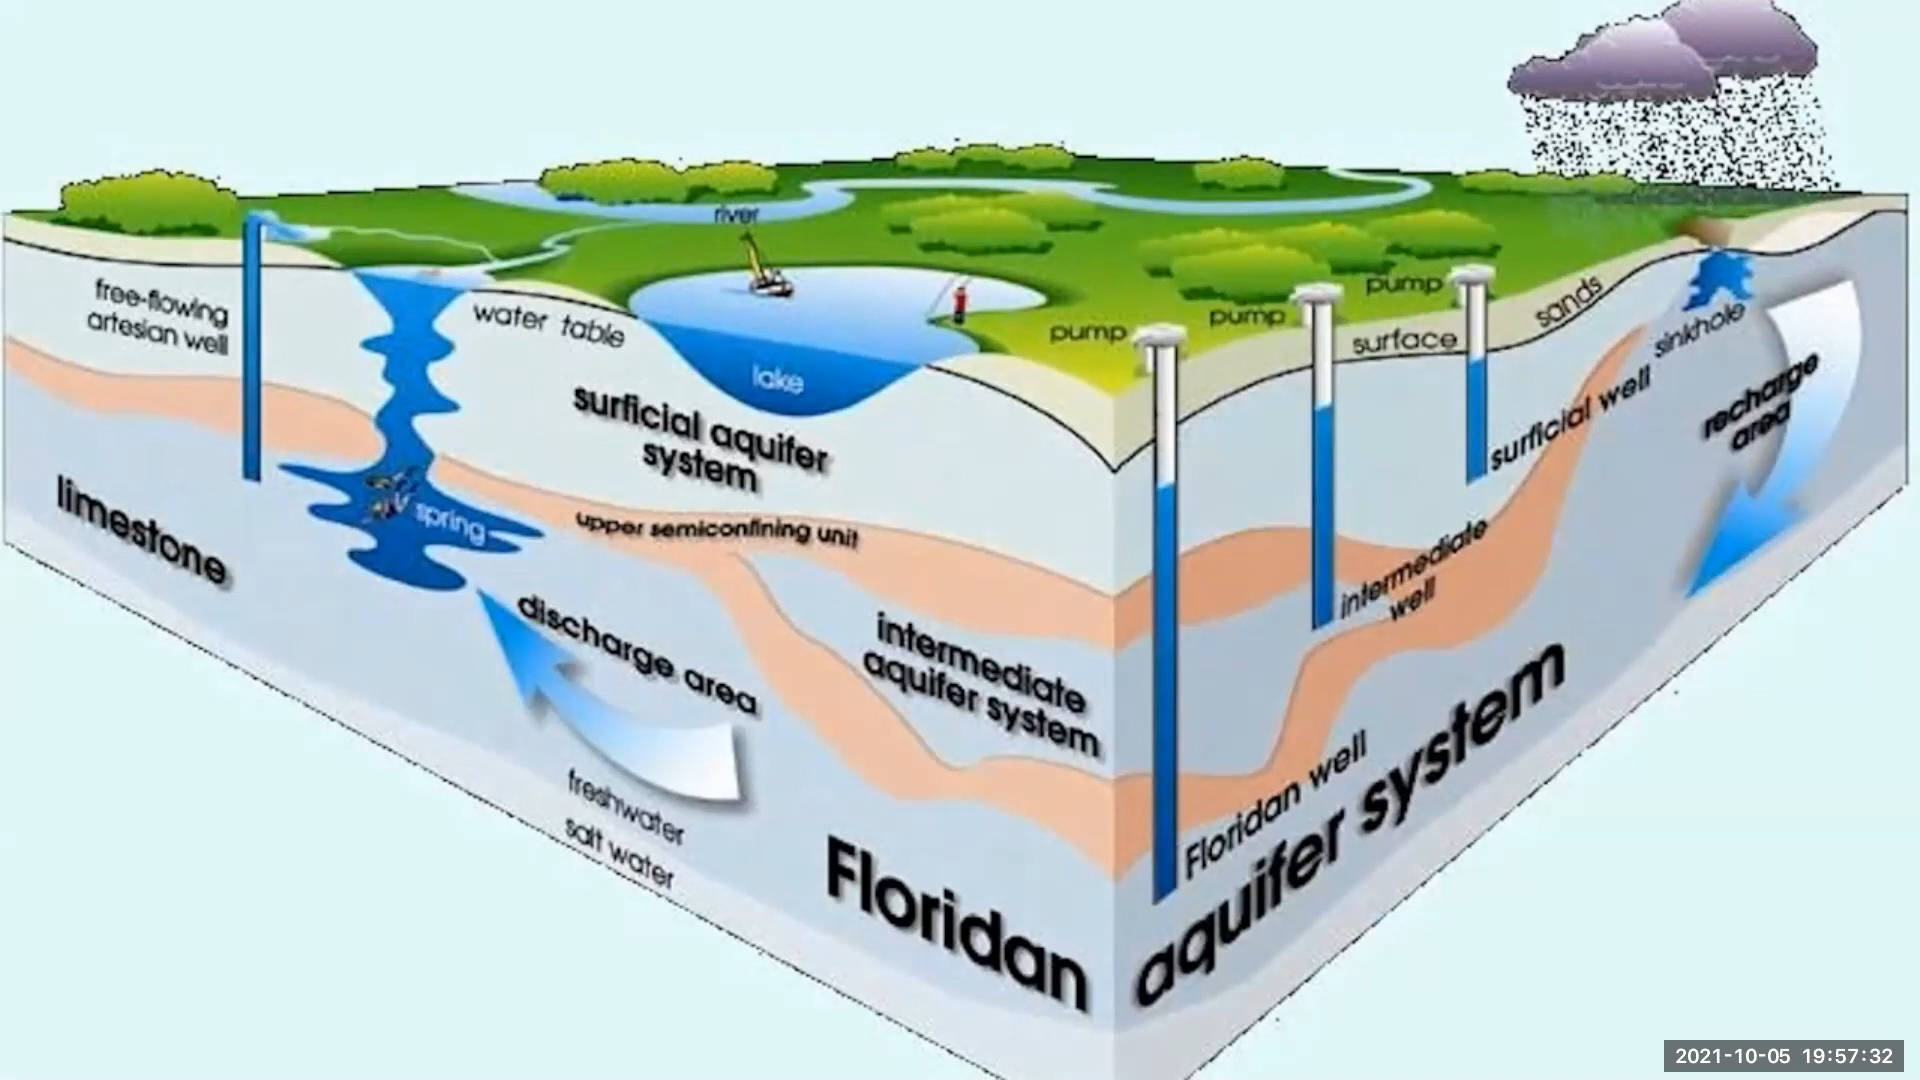 river
free-flowing
artesian well
water table
lake
pump
pump
pump
surface
sands
sinkhole
surficial aquifer
system
surficial well
recharge
area
limestone
spring
upper semiconfining unit
intermediate
well
discharge area
intermediate
aquifer system
freshwater
salt water
Floridan well
Floridan
aquifer system
2021-10-05 19:57:32